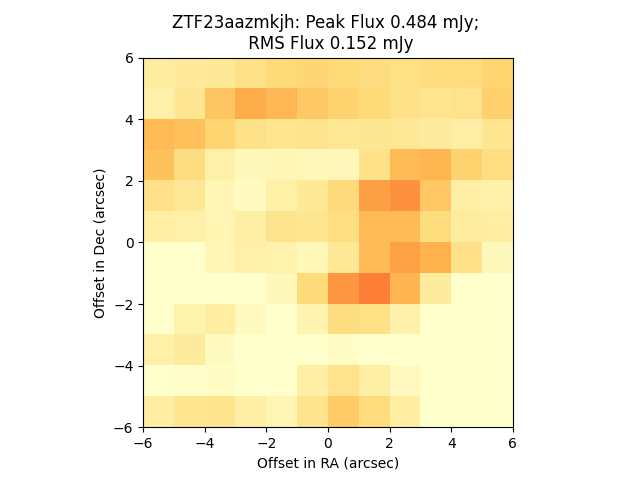 ZTF23aazmkjh: Peak Flux 0.484 mJy;
RMS Flux 0.152 mJy
6
4
2
0
−2
−4
−6
Offset in Dec (arcsec)
−6 −4 −2 0 2 4 6
Offset in RA (arcsec)